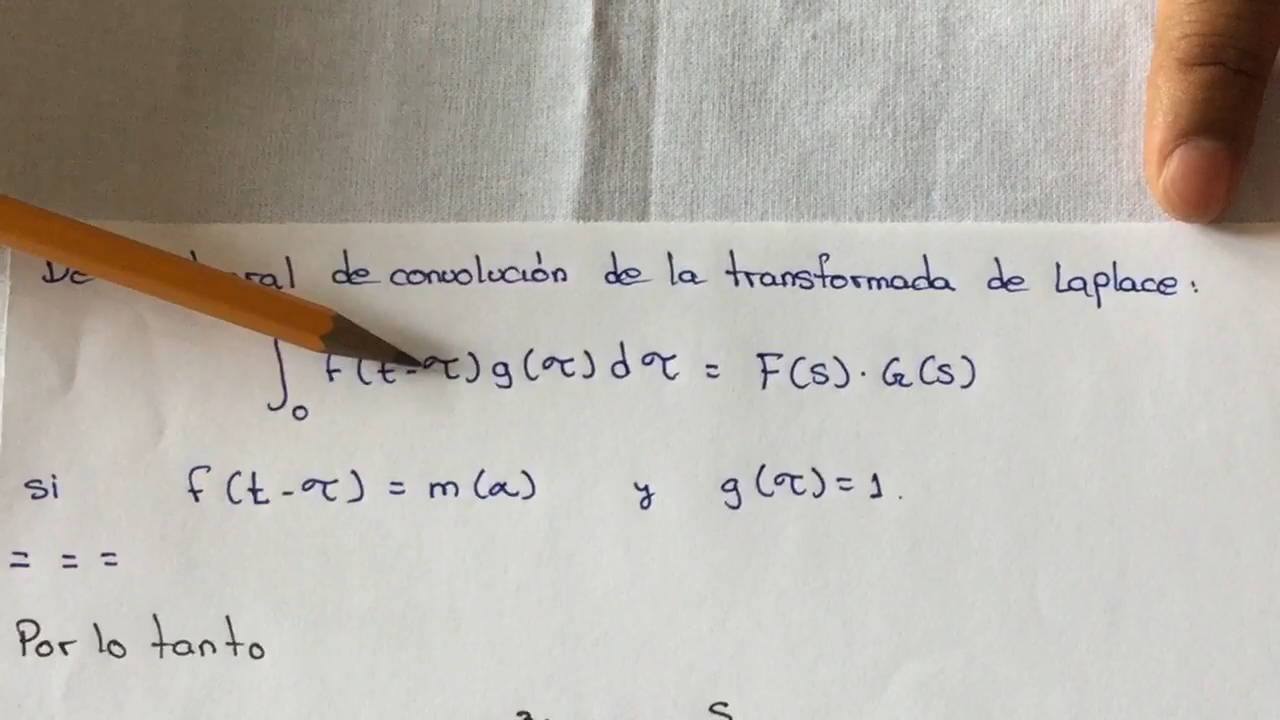 de convolución de la transformada de Laplace:
∫₀ f(t-τ)g(τ)dτ = F(s)·G(s)
si f(t-τ) = m(a) y g(τ)=1.
= = =
Por lo tanto